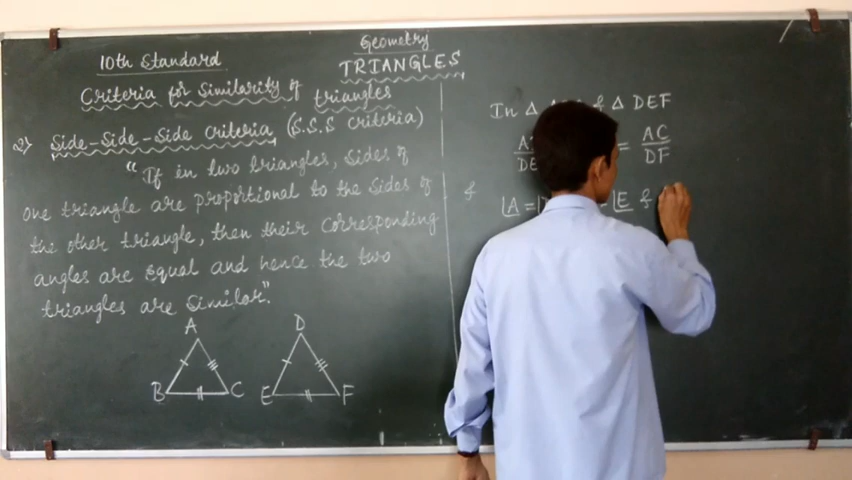 Geometry
10th Standard
TRIANGLES
Criteria for Similarity of triangles
2) Side-Side-Side Criteria (S.S.S Criteria)
"If in two triangles, sides of
one triangle are proportional to the sides of
the other triangle, then their corresponding
angles are equal and hence the two
triangles are similar".
A
B C
D
E F
In Δ & Δ DEF
= AC/DF
& ∠A = = ∠E &